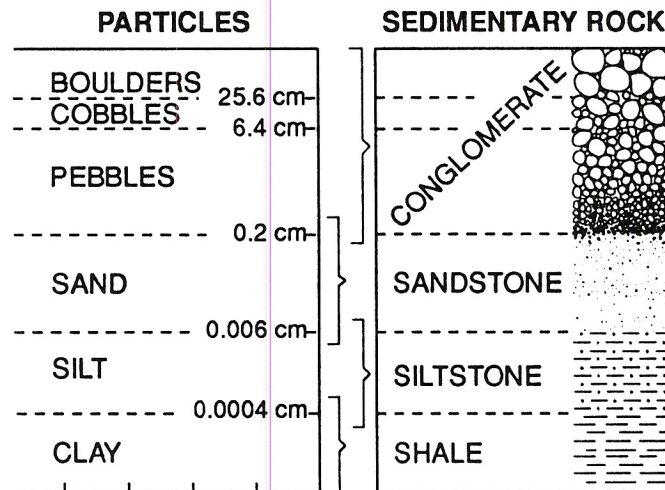 PARTICLES
SEDIMENTARY ROCK
BOULDERS
25.6 cm
COBBLES
6.4 cm
PEBBLES
CONGLOMERATE
0.2 cm
SAND
SANDSTONE
0.006 cm
SILT
SILTSTONE
0.0004 cm
CLAY
SHALE